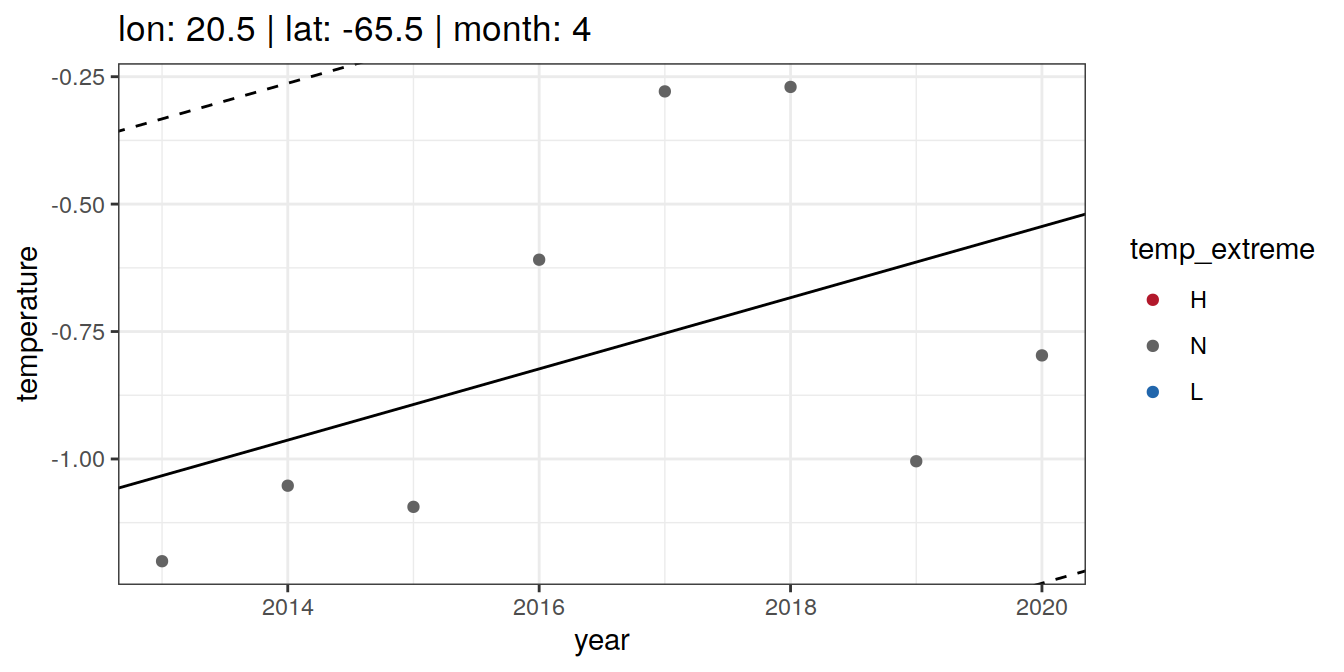 lon: 20.5 | lat: -65.5 | month: 4
-0.25
-0.50
-0.75
-1.00
temperature
2014 2016 2018 2020
year
temp_extreme
H
N
L